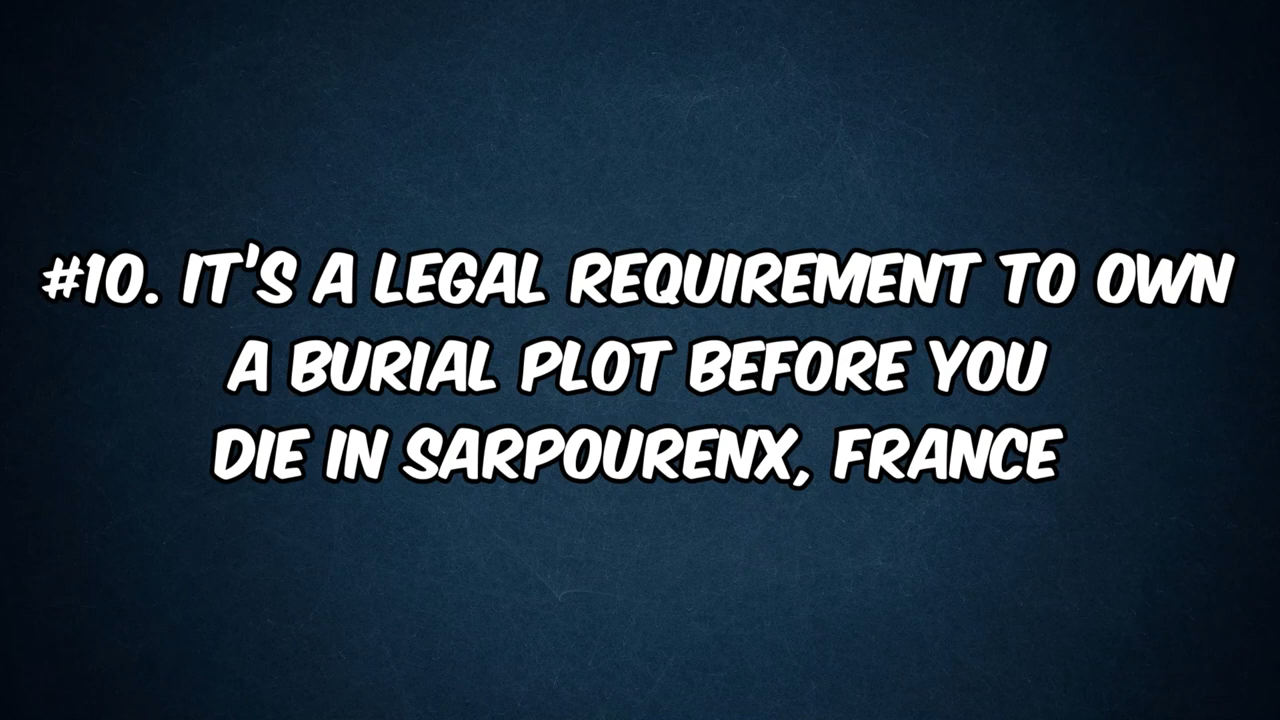 #10. IT'S A LEGAL REQUIREMENT TO OWN
A BURIAL PLOT BEFORE YOU
DIE IN SARPOURENX, FRANCE